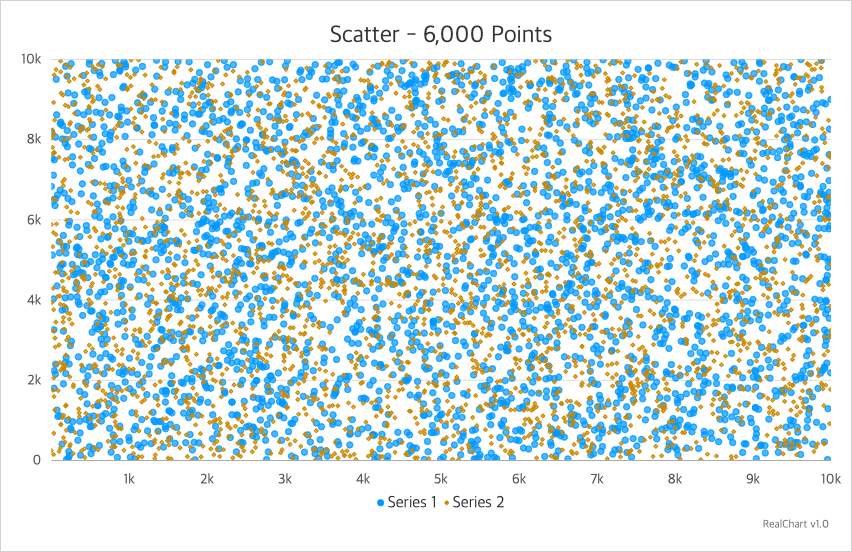 Scatter - 6,000 Points
10k
8k
6k
4k
2k
0
1k 2k 3k 4k 5k 6k 7k 8k 9k 10k
Series 1 Series 2
RealChart v1.0